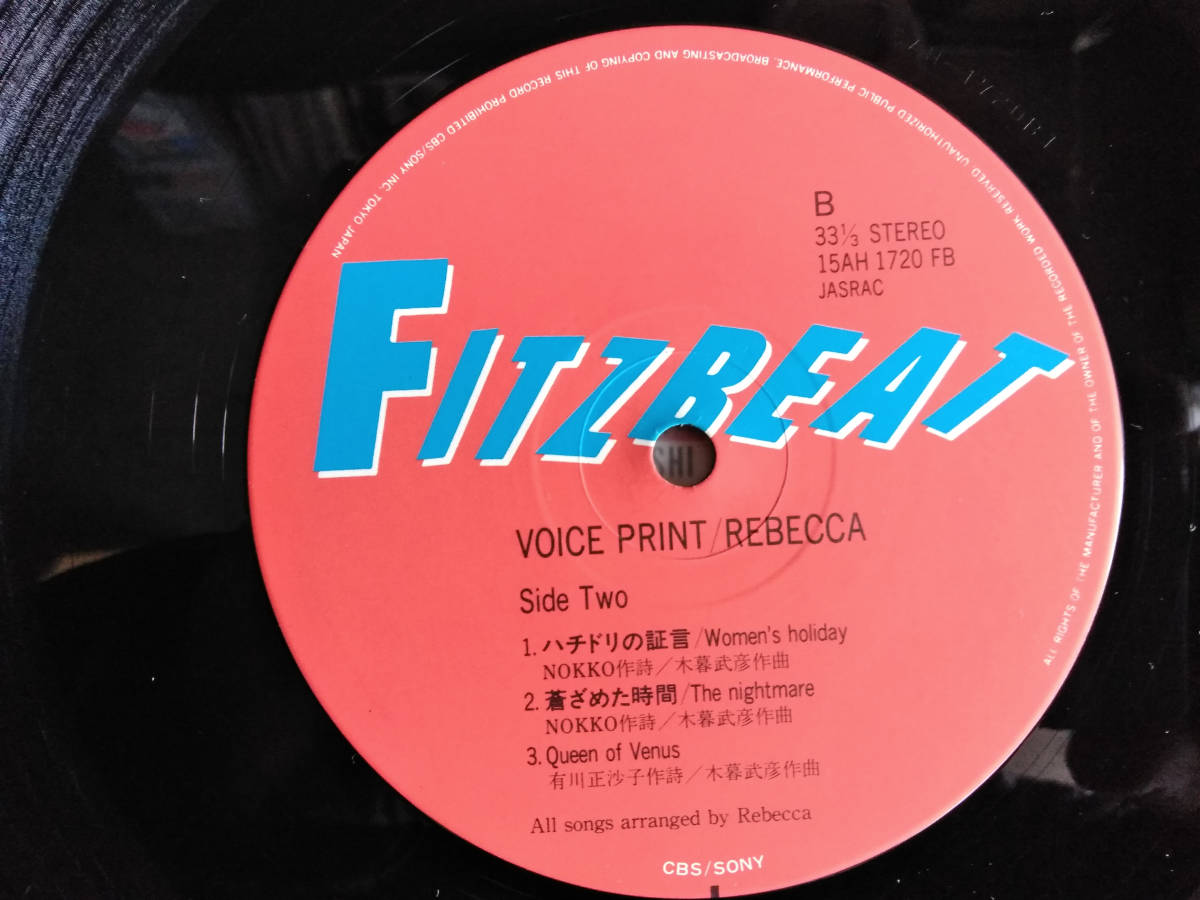 ALL RIGHTS OF THE MANUFACTURER AND OF THE OWNER OF THE RECORDED WORK RESERVED. UNAUTHORIZED PUBLIC PERFORMANCE, BROADCASTING AND COPYING OF THIS RECORD PROHIBITED CBS/SONY INC. TOKYO JAPAN
B
33⅓ STEREO
15AH 1720 FB
JASRAC
FITZBEAT
SHI
VOICE PRINT/REBECCA
Side Two
1. ハチドリの証言/Women's holiday
NOKKO作詩/木暮武彦作曲
2. 蒼ざめた時間/The nightmare
NOKKO作詩/木暮武彦作曲
3. Queen of Venus
有川正沙子作詩/木暮武彦作曲
All songs arranged by Rebecca
CBS/SONY